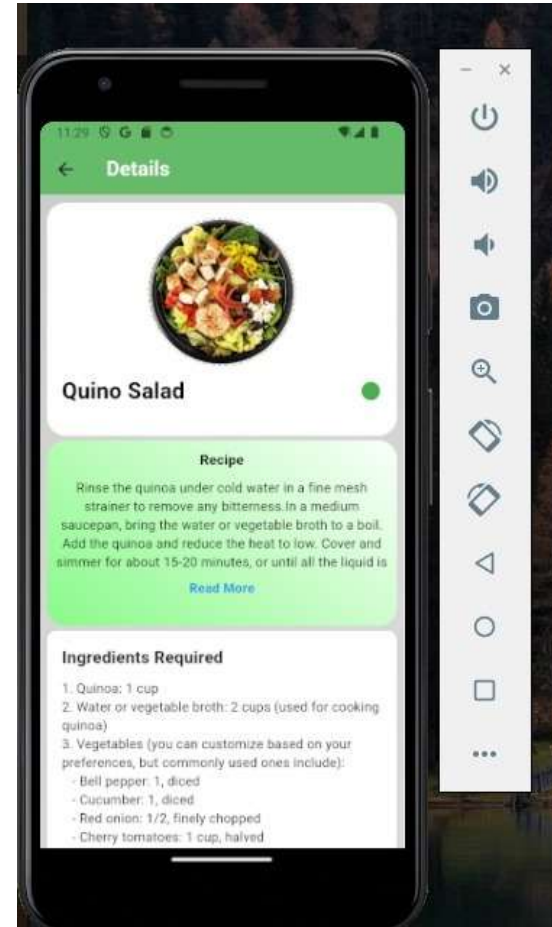 11:29 G
Details
Quino Salad
Recipe
Rinse the quinoa under cold water in a fine mesh
strainer to remove any bitterness.In a medium
saucepan, bring the water or vegetable broth to a boil.
Add the quinoa and reduce the heat to low. Cover and
simmer for about 15-20 minutes, or until all the liquid is
Read More
Ingredients Required
1. Quinoa: 1 cup
2. Water or vegetable broth: 2 cups (used for cooking
quinoa)
3. Vegetables (you can customize based on your
preferences, but commonly used ones include):
- Bell pepper: 1, diced
- Cucumber: 1, diced
- Red onion: 1/2, finely chopped
- Cherry tomatoes: 1 cup, halved